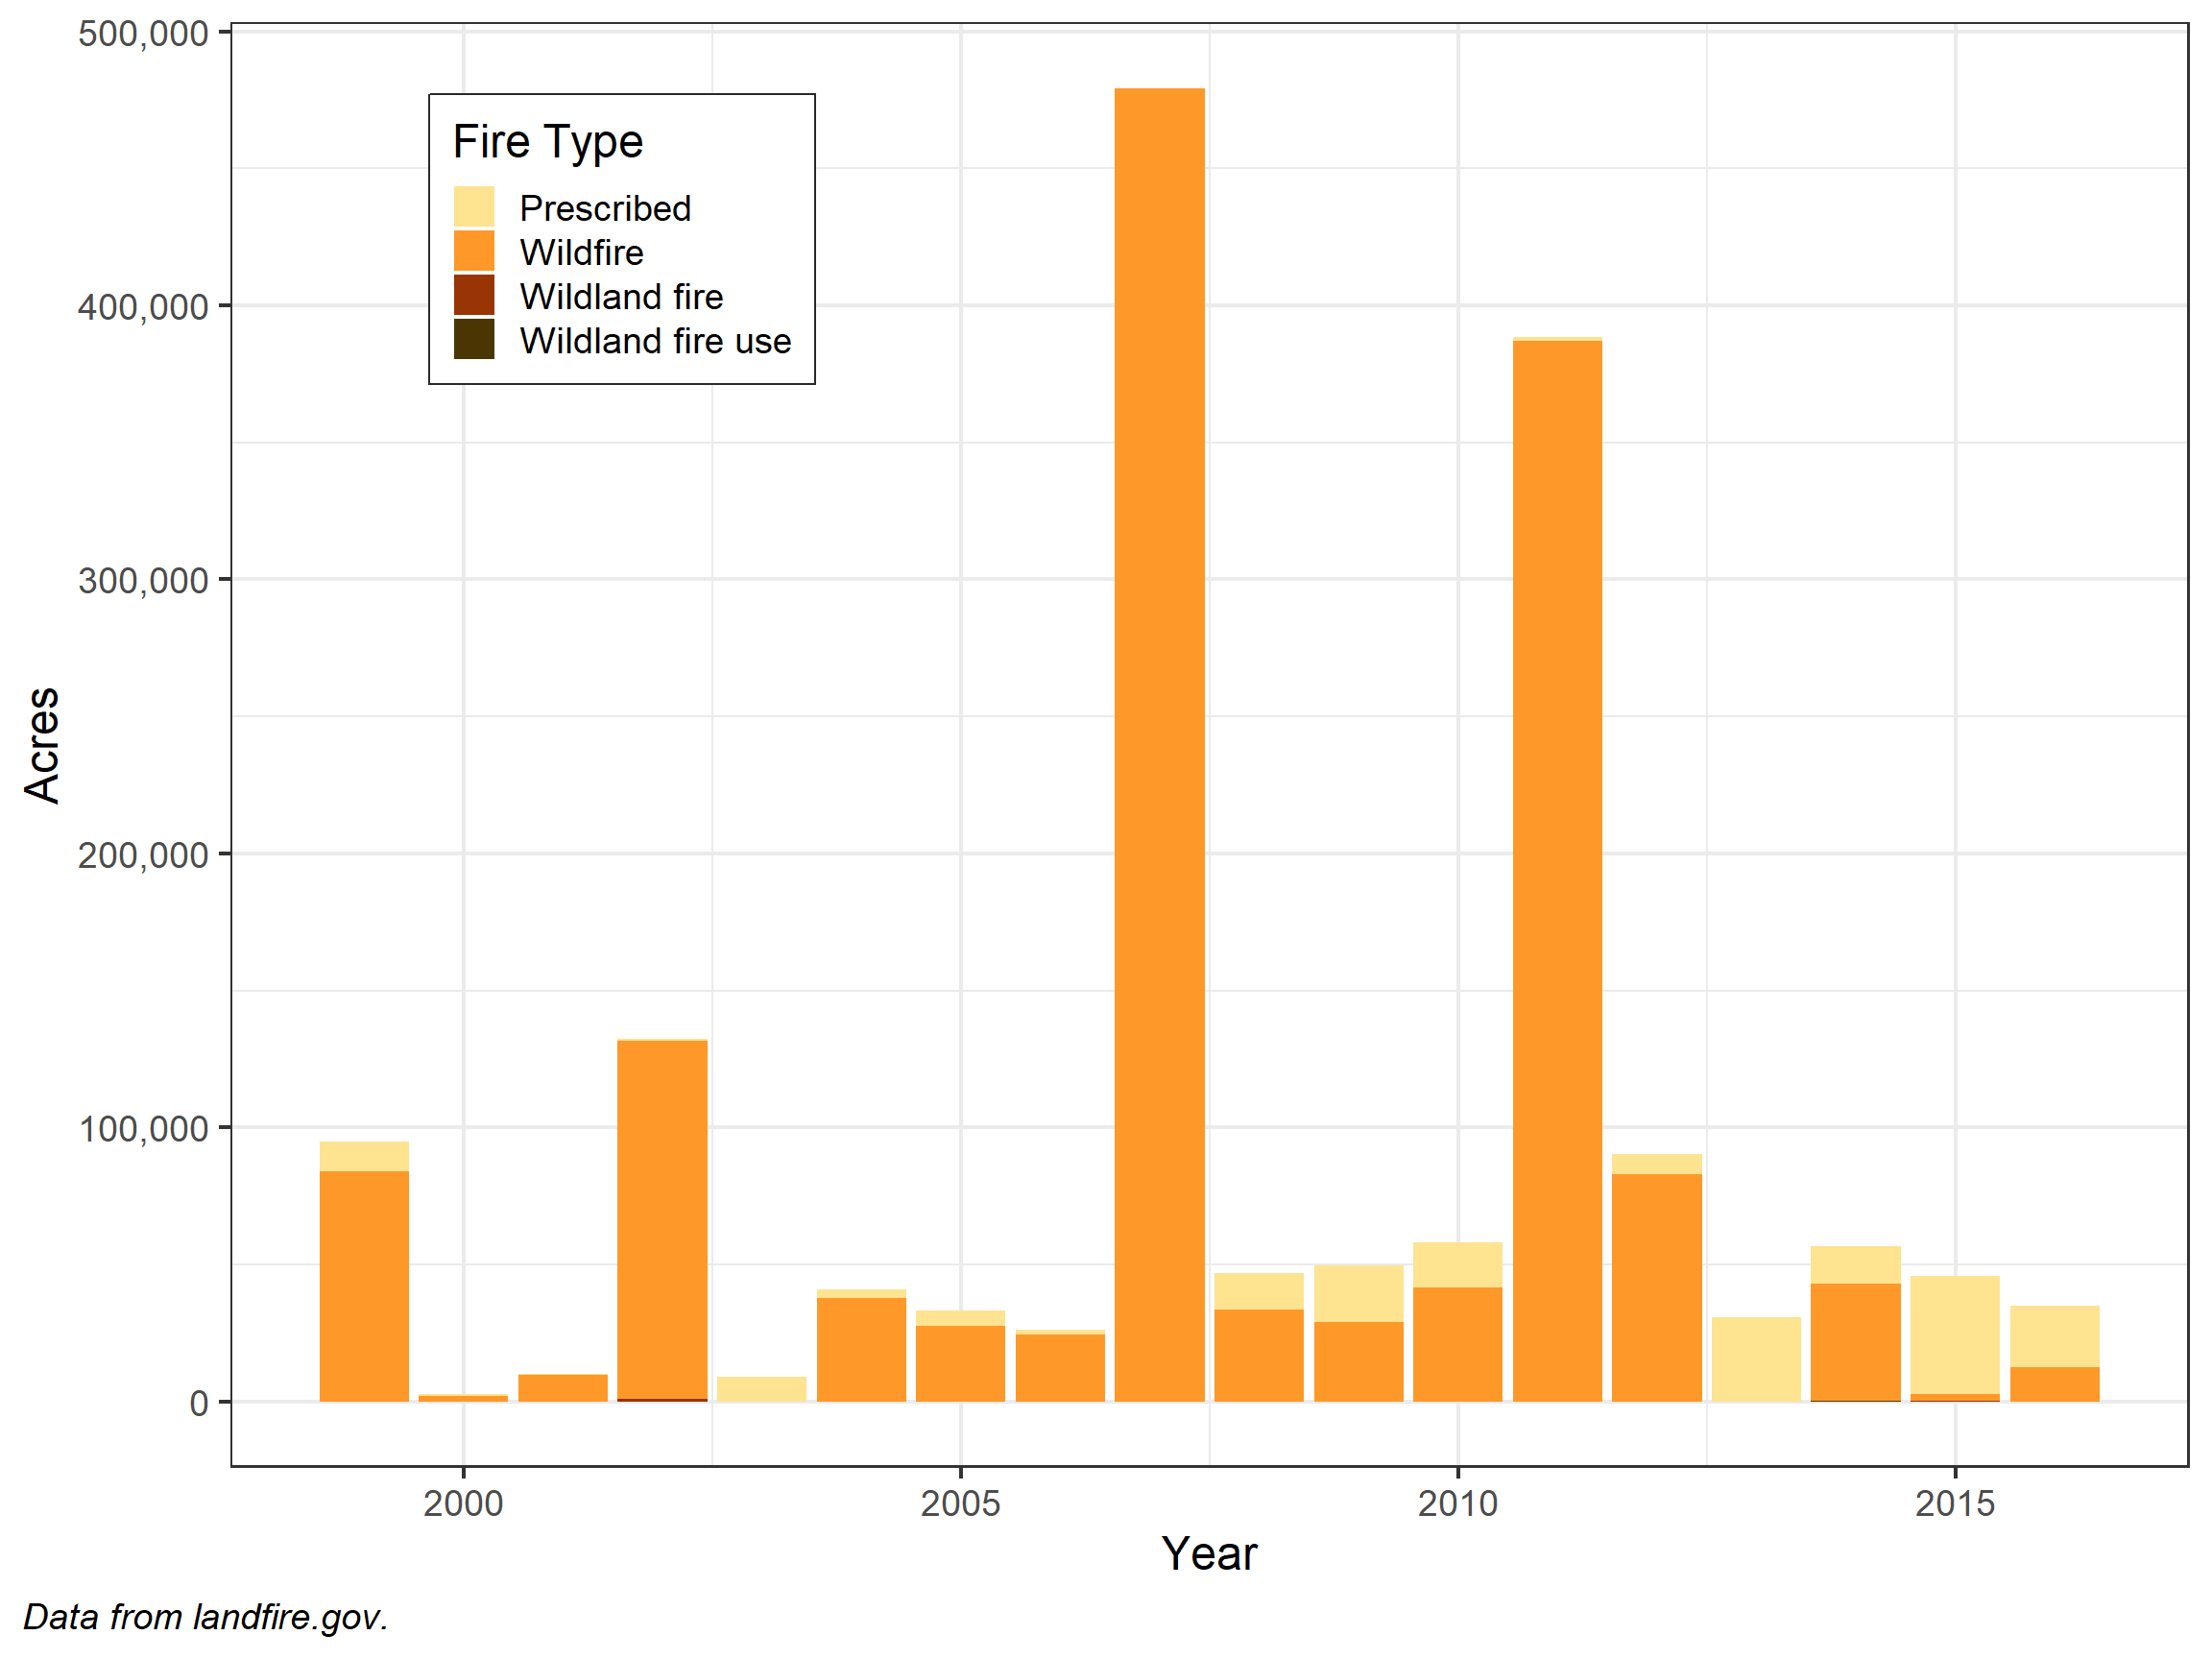 500,000
400,000
300,000
200,000
100,000
0
Acres
Fire Type
Prescribed
Wildfire
Wildland fire
Wildland fire use
2000
2005
2010
2015
Year
Data from landfire.gov.